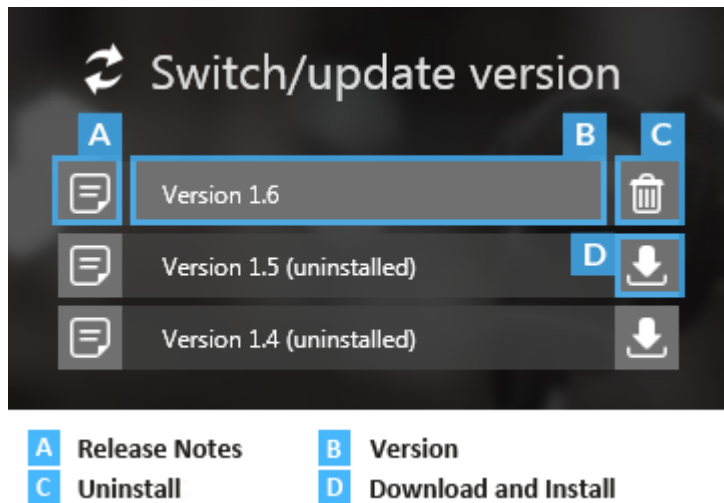 Switch/update version
A B C
Version 1.6
Version 1.5 (uninstalled) D
Version 1.4 (uninstalled)
A Release Notes B Version
C Uninstall D Download and Install